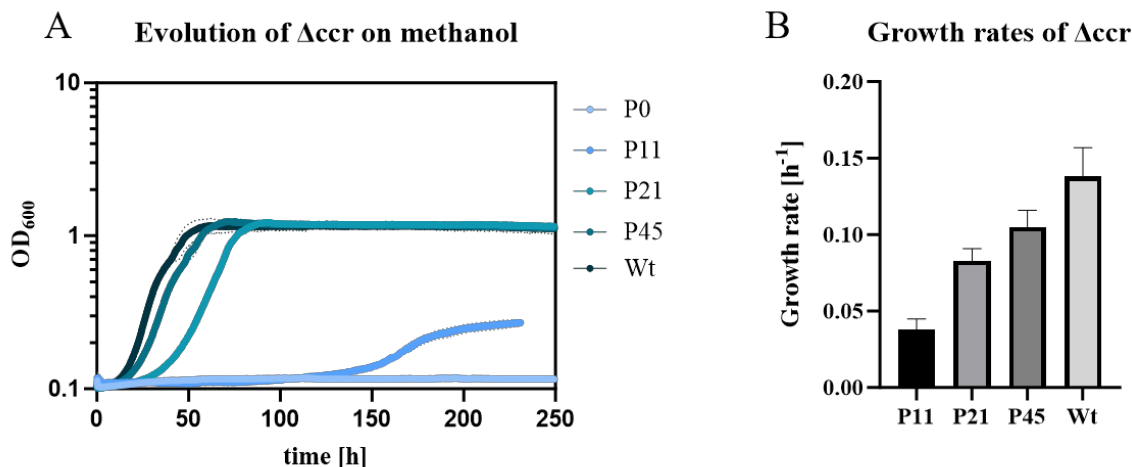 A
Evolution of Δccr on methanol
10
1
0.1
OD600
0
50
100
150
200
250
time [h]
P0
P11
P21
P45
Wt
B
Growth rates of Δccr
0.20
0.15
0.10
0.05
0.00
Growth rate [h-1]
P11
P21
P45
Wt